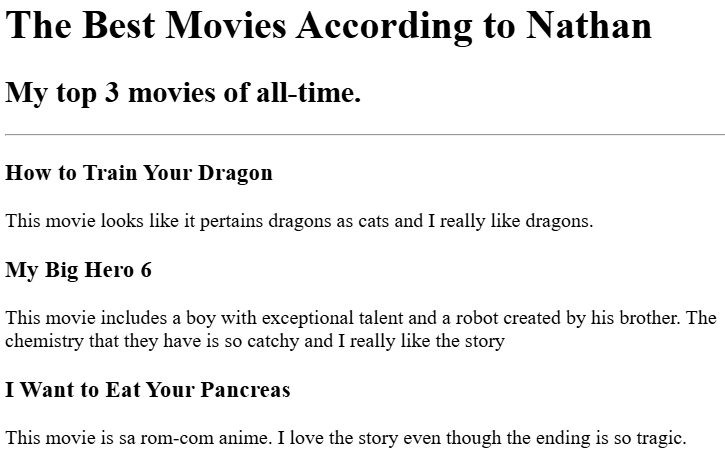 The Best Movies According to Nathan
My top 3 movies of all-time.
How to Train Your Dragon
This movie looks like it pertains dragons as cats and I really like dragons.
My Big Hero 6
This movie includes a boy with exceptional talent and a robot created by his brother. The
chemistry that they have is so catchy and I really like the story
I Want to Eat Your Pancreas
This movie is sa rom-com anime. I love the story even though the ending is so tragic.